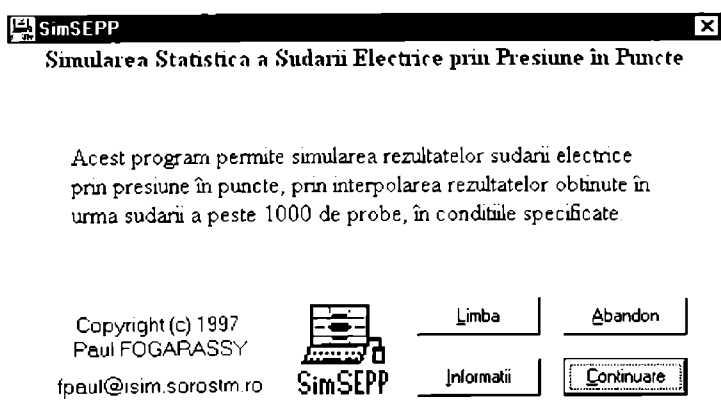 SimSEPP
Simularea Statistica a Sudarii Electrice prin Presiune în Puncte
Acest program permite simularea rezultatelor sudarii electrice
prin presiune în puncte, prin interpolarea rezultatelor obtinute în
urma sudarii a peste 1000 de probe, în conditiile specificate.
Copyright (c) 1997
Paul FOGARASSY
fpaul@isim.sorostm.ro
SimSEPP
Limba
Abandon
Informatii
Continuare